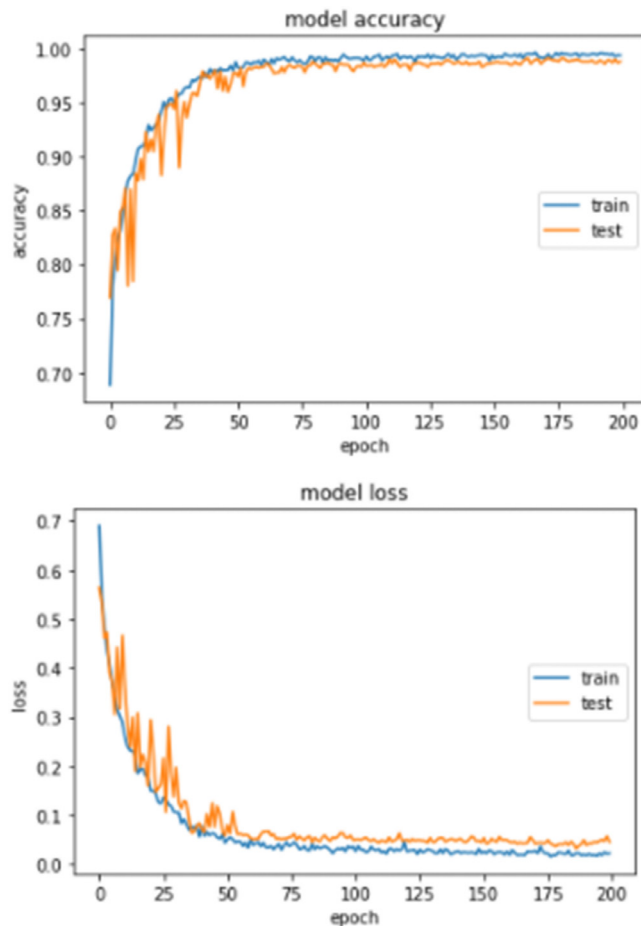 model accuracy
1.00
0.95
0.90
0.85
0.80
0.75
0.70
accuracy
train
test
0 25 50 75 100 125 150 175 200
epoch
model loss
0.7
0.6
0.5
0.4
0.3
0.2
0.1
0.0
loss
train
test
0 25 50 75 100 125 150 175 200
epoch